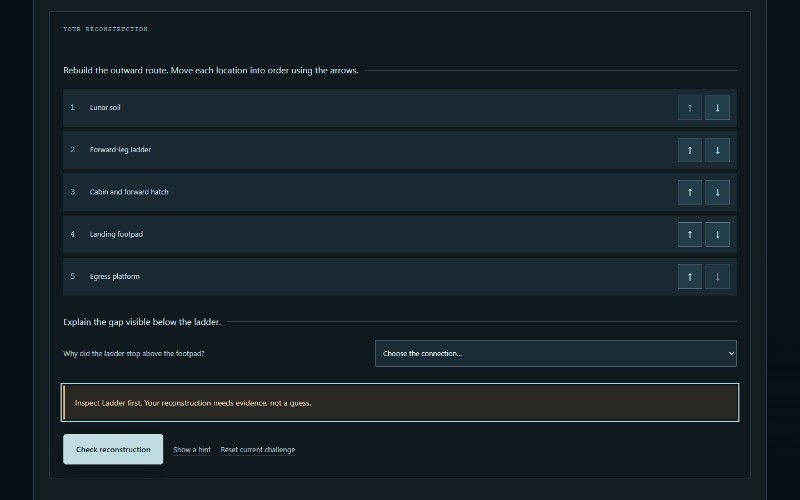 YOUR RECONSTRUCTION
Rebuild the outward route. Move each location into order using the arrows.
1 Lunar soil ↑ ↓
2 Forward-leg ladder ↑ ↓
3 Cabin and forward hatch ↑ ↓
4 Landing footpad ↑ ↓
5 Egress platform ↑ ↓
Explain the gap visible below the ladder.
Why did the ladder stop above the footpad? Choose the connection...
Inspect Ladder first. Your reconstruction needs evidence, not a guess.
Check reconstruction Show a hint Reset current challenge